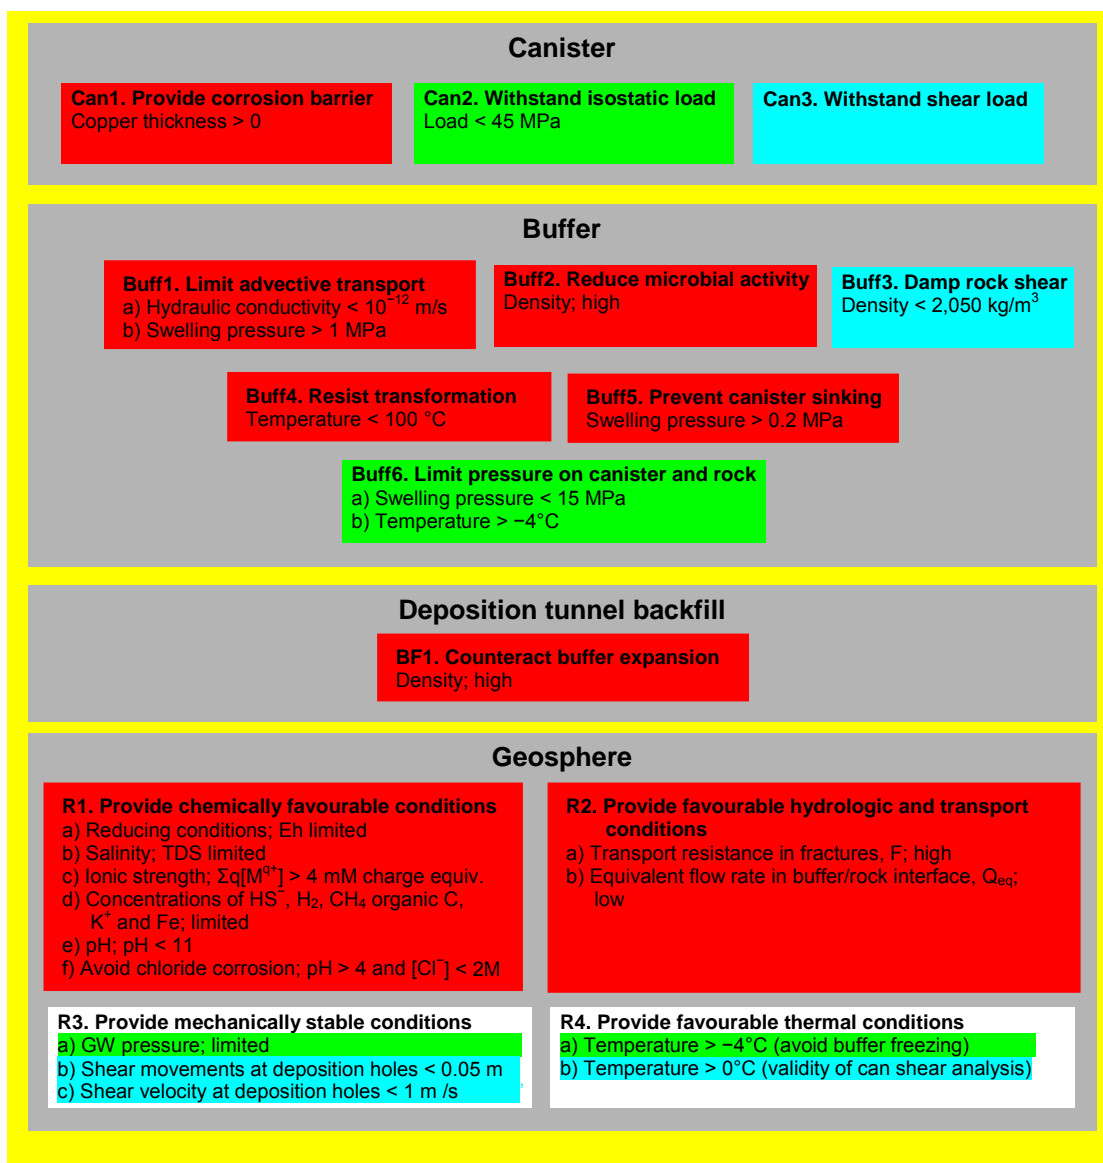 Canister
Can1. Provide corrosion barrier
Copper thickness > 0
Can2. Withstand isostatic load
Load < 45 MPa
Can3. Withstand shear load
Buffer
Buff1. Limit advective transport
a) Hydraulic conductivity < 10⁻¹² m/s
b) Swelling pressure > 1 MPa
Buff2. Reduce microbial activity
Density; high
Buff3. Damp rock shear
Density < 2,050 kg/m³
Buff4. Resist transformation
Temperature < 100 °C
Buff5. Prevent canister sinking
Swelling pressure > 0.2 MPa
Buff6. Limit pressure on canister and rock
a) Swelling pressure < 15 MPa
b) Temperature > −4°C
Deposition tunnel backfill
BF1. Counteract buffer expansion
Density; high
Geosphere
R1. Provide chemically favourable conditions
a) Reducing conditions; Eh limited
b) Salinity; TDS limited
c) Ionic strength; Σq[M^q+] > 4 mM charge equiv.
d) Concentrations of HS⁻, H₂, CH₄ organic C,
K⁺ and Fe; limited
e) pH; pH < 11
f) Avoid chloride corrosion; pH > 4 and [Cl⁻] < 2M
R2. Provide favourable hydrologic and transport
conditions
a) Transport resistance in fractures, F; high
b) Equivalent flow rate in buffer/rock interface, Q_eq;
low
R3. Provide mechanically stable conditions
a) GW pressure; limited
b) Shear movements at deposition holes < 0.05 m
c) Shear velocity at deposition holes < 1 m /s
R4. Provide favourable thermal conditions
a) Temperature > −4°C (avoid buffer freezing)
b) Temperature > 0°C (validity of can shear analysis)